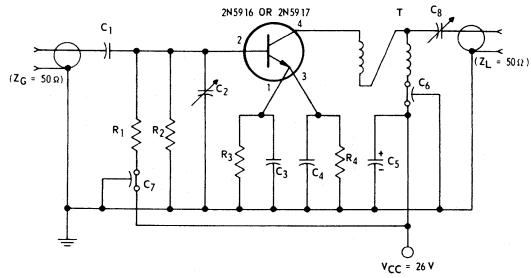 2N5916 OR 2N5917
T
C8
C1
2
4
(ZG = 50Ω)
(ZL = 50Ω)
C2
1
3
C6
R1
R2
R3
C3
C4
R4
+
C5
-
C7
VCC = 26 V